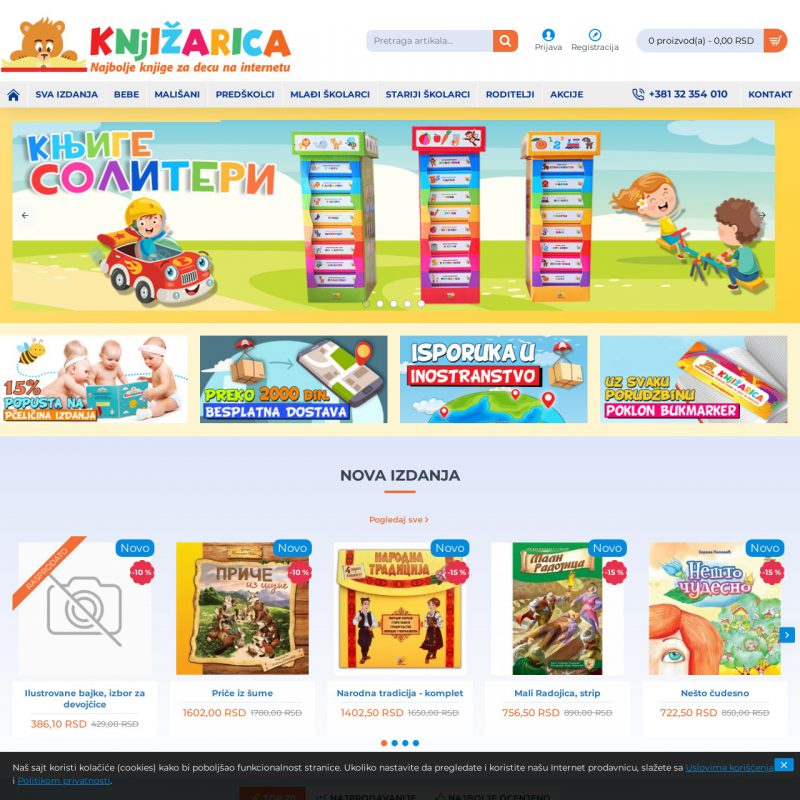 KNjIŽARICA
Najbolje knjige za decu na internetu
Pretraga artikala...
Prijava
Registracija
0 proizvod(a) - 0,00 RSD
SVA IZDANJA BEBE MALIŠANI PREDŠKOLCI MLAĐI ŠKOLARCI STARIJI ŠKOLARCI RODITELJI AKCIJE +381 32 354 010 KONTAKT
КЊИГЕ
СОЛИТЕРИ
15%
POPUSTA NA
PČELIČINA IZDANJA
PREKO 2000 DIN.
BESPLATNA DOSTAVA
ISPORUKA U
INOSTRANSTVO
UZ SVAKU
PORUDŽBINU
POKLON BUKMARKER
KNjIŽARICA
NOVA IZDANJA
Pogledaj sve
RASPRODATO
Novo
-10 %
Ilustrovane bajke, izbor za
devojčice
386,10 RSD 429,00 RSD
Novo
-10 %
ПРИЧЕ
ИЗ ШУМЕ
Priče iz šume
1602,00 RSD 1780,00 RSD
Novo
-15 %
НАРОДНА
ТРАДИЦИЈА
Narodna tradicija - komplet
1402,50 RSD 1650,00 RSD
Novo
-15 %
Мали
Радојица
Mali Radojica, strip
756,50 RSD 890,00 RSD
Novo
-15 %
Зорана Поповић
Нешто
чудесно
Nešto čudesno
722,50 RSD 850,00 RSD
Naš sajt koristi kolačiće (cookies) kako bi poboljšao funkcionalnost stranice. Ukoliko nastavite da pregledate i koristite našu Internet prodavnicu, slažete sa Uslovima korišćenja
i Politikom privatnosti.
TOP 20 NAJPRODAVANIJE NAJBOLJE OCENJENO